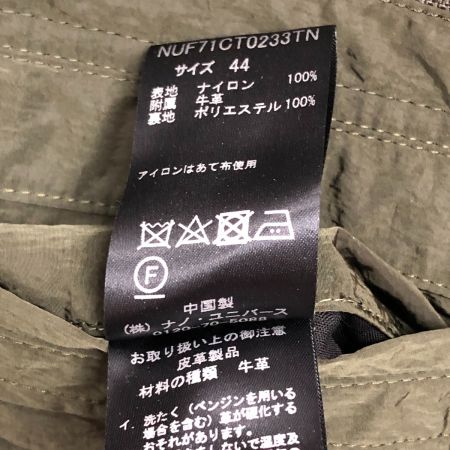 NUF71CT0233TN
サイズ 44
表地 ナイロン 100%
附属 牛革
裏地 ポリエステル 100%
アイロンはあて布使用
F
中国製
(株)ナノ・ユニバース
お取り扱い上の御注意
皮革製品
材料の種類 牛革
イ. 洗たく(ベンジンを用いる
場合を含む)革が硬化する
おそれがあります。